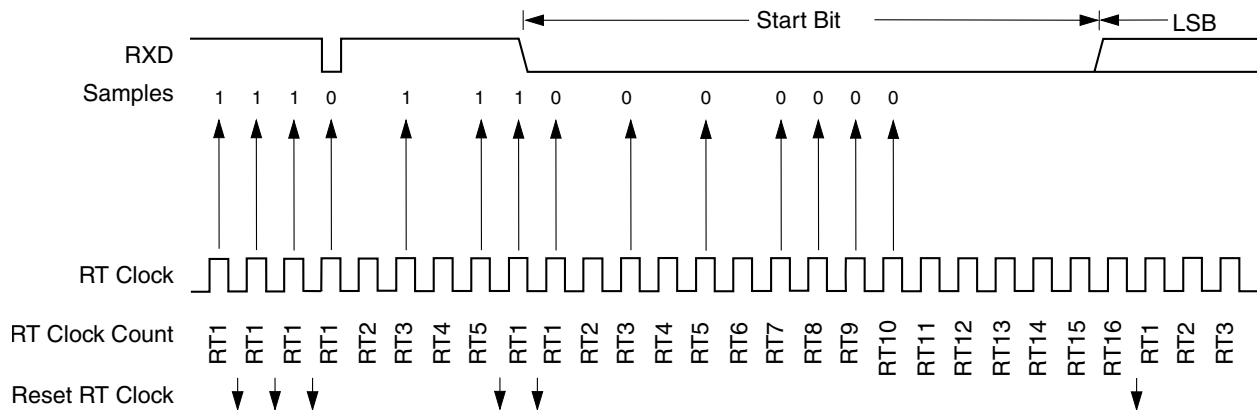 Start Bit LSB
RXD
Samples 1 1 1 0 1 1 1 0 0 0 0 0 0 0
RT Clock
RT Clock Count RT1 RT1 RT1 RT1 RT2 RT3 RT4 RT5 RT1 RT1 RT2 RT3 RT4 RT5 RT6 RT7 RT8 RT9 RT10 RT11 RT12 RT13 RT14 RT15 RT16 RT1 RT2 RT3
Reset RT Clock